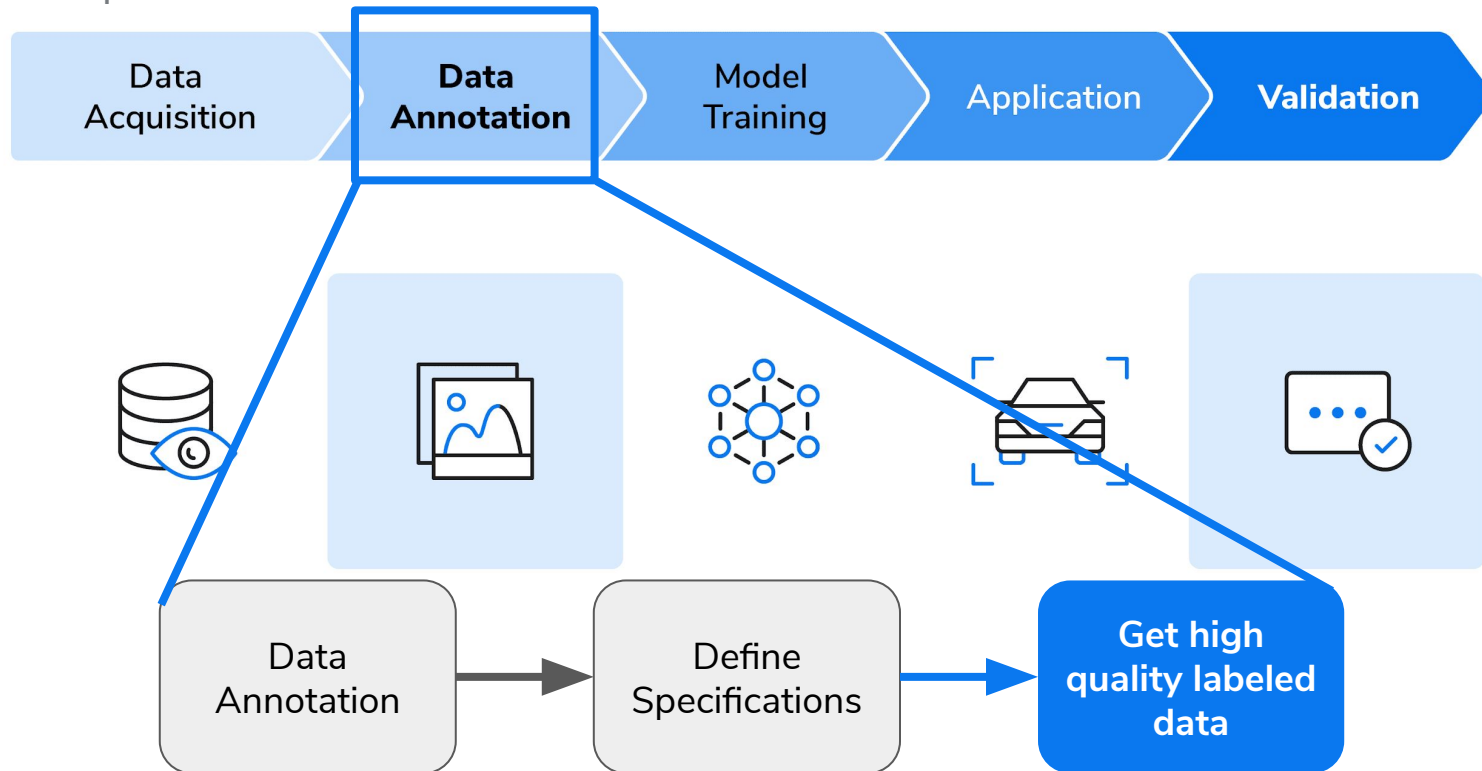 Data
Acquisition
Data
Annotation
Model
Training
Application
Validation
Data
Annotation
Define
Specifications
Get high
quality labeled
data